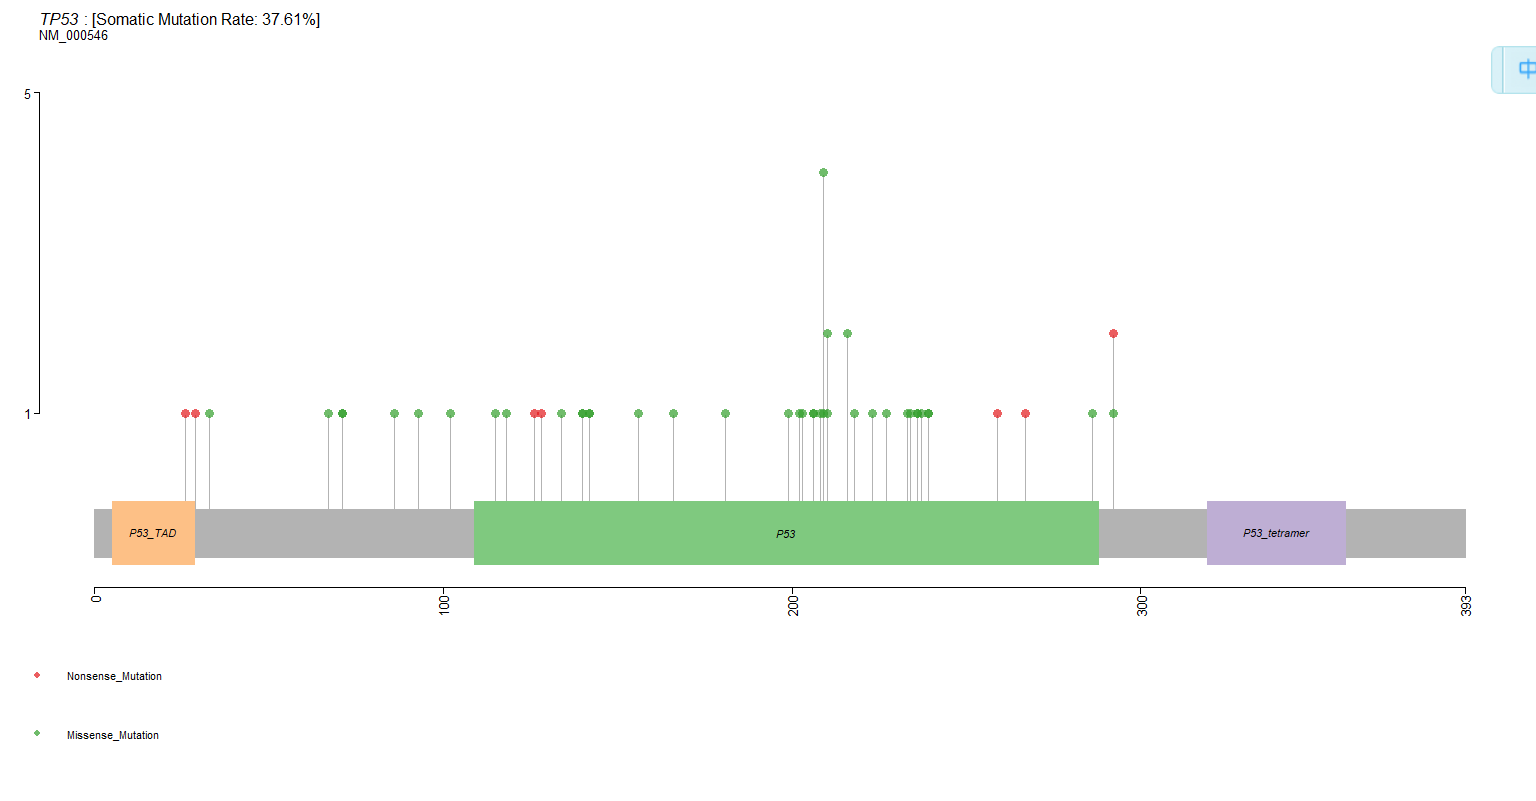 TP53 : [Somatic Mutation Rate: 37.61%]
NM_000546
5
1
P53_TAD
P53
P53_tetramer
0
100
200
300
393
Nonsense_Mutation
Missense_Mutation